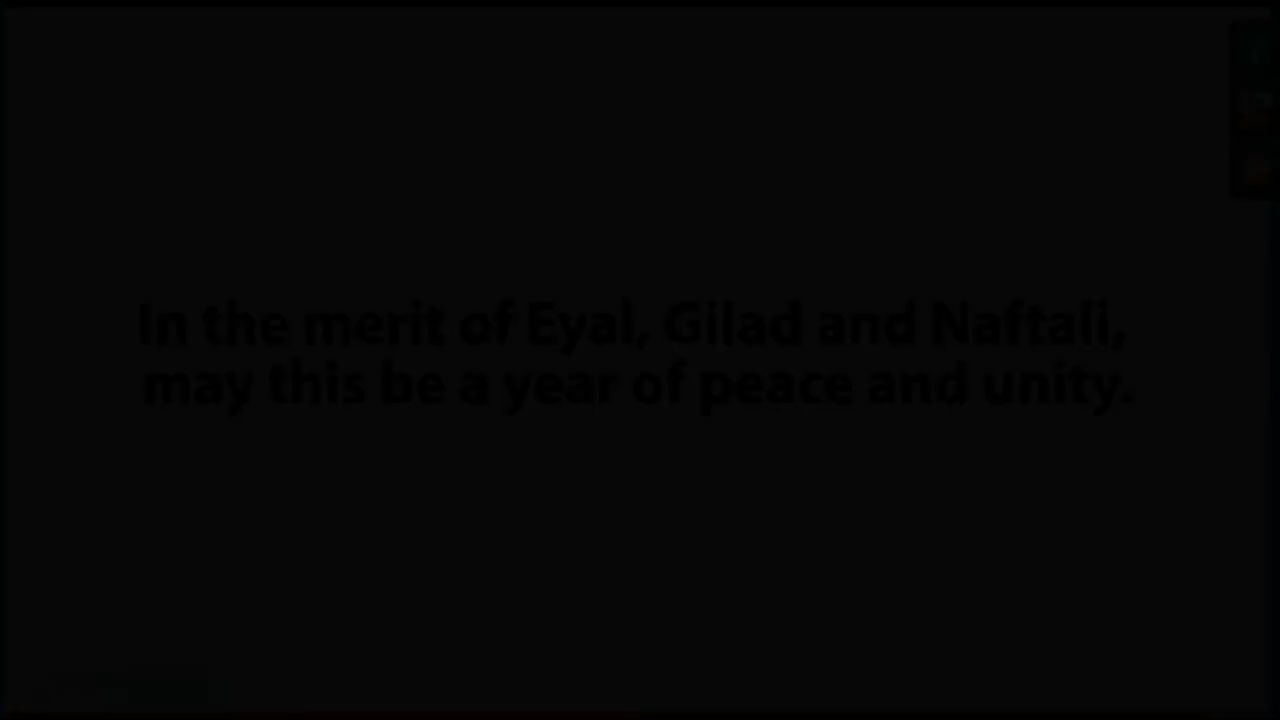 In the merit of Eyal, Gilad and Naftali,
may this be a year of peace and unity.